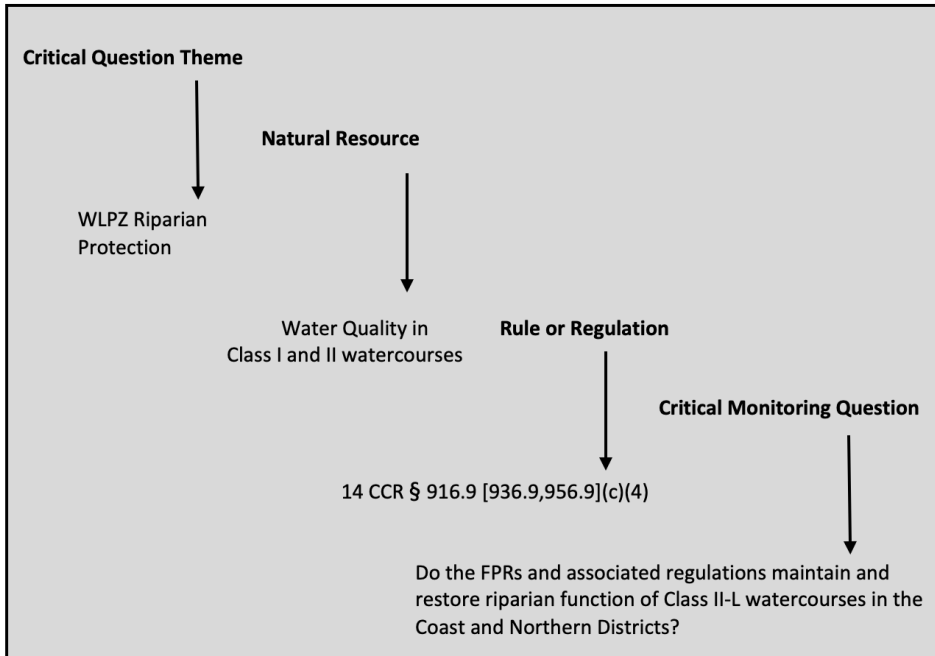 Critical Question Theme
Natural Resource
WLPZ Riparian
Protection
Water Quality in
Class I and II watercourses
Rule or Regulation
Critical Monitoring Question
14 CCR § 916.9 [936.9,956.9](c)(4)
Do the FPRs and associated regulations maintain and
restore riparian function of Class II-L watercourses in the
Coast and Northern Districts?